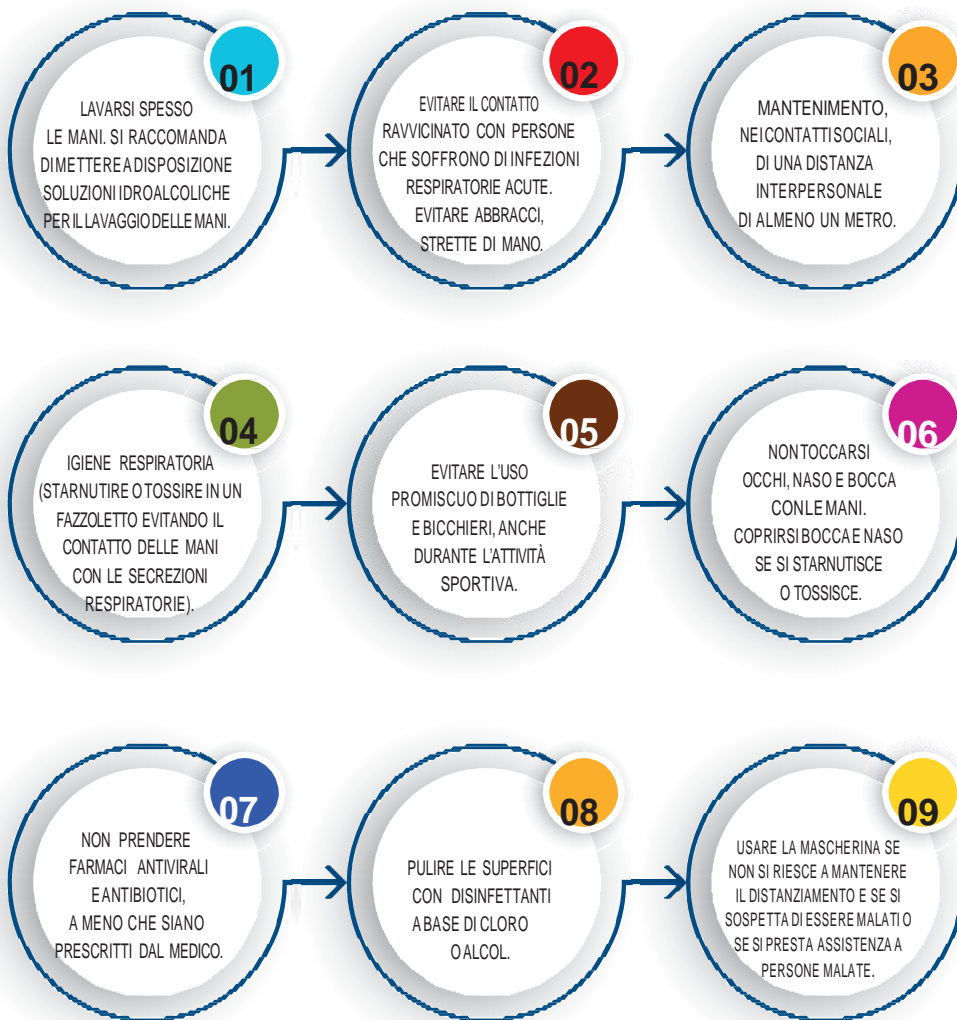 01
LAVARSI SPESSO
LE MANI. SI RACCOMANDA
DI METTERE A DISPOSIZIONE
SOLUZIONI IDROALCOLICHE
PER IL LAVAGGIO DELLE MANI.
02
EVITARE IL CONTATTO
RAVVICINATO CON PERSONE
CHE SOFFRONO DI INFEZIONI
RESPIRATORIE ACUTE.
EVITARE ABBRACCI,
STRETTE DI MANO.
03
MANTENIMENTO,
NEI CONTATTI SOCIALI,
DI UNA DISTANZA
INTERPERSONALE
DI ALMENO UN METRO.
04
IGIENE RESPIRATORIA
(STARNUTIRE O TOSSIRE IN UN
FAZZOLETTO EVITANDO IL
CONTATTO DELLE MANI
CON LE SECREZIONI
RESPIRATORIE).
05
EVITARE L'USO
PROMISCUO DI BOTTIGLIE
E BICCHIERI, ANCHE
DURANTE L'ATTIVITÀ
SPORTIVA.
06
NON TOCCARSI
OCCHI, NASO E BOCCA
CON LE MANI.
COPRIRSI BOCCA E NASO
SE SI STARNUTISCE
O TOSSISCE.
07
NON PRENDERE
FARMACI ANTIVIRALI
E ANTIBIOTICI,
A MENO CHE SIANO
PRESCRITTI DAL MEDICO.
08
PULIRE LE SUPERFICI
CON DISINFETTANTI
A BASE DI CLORO
O ALCOL.
09
USARE LA MASCHERINA SE
NON SI RIESCE A MANTENERE
IL DISTANZIAMENTO E SE SI
SOSPETTA DI ESSERE MALATI O
SE SI PRESTA ASSISTENZA A
PERSONE MALATE.